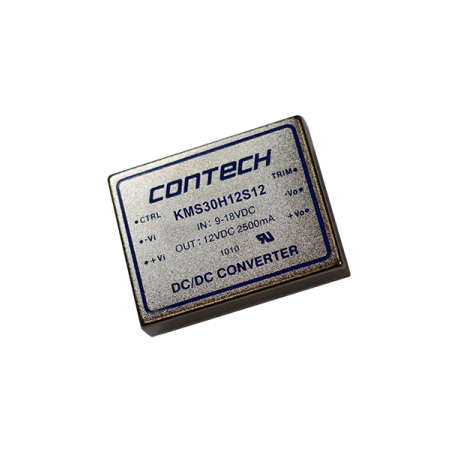 CONTECH
KMS30H12S12
IN: 9-18VDC
OUT: 12VDC 2500mA
1010
DC/DC CONVERTER
•CTRL
•-Vi
•+Vi
TRIM•
-Vo•
+Vo•